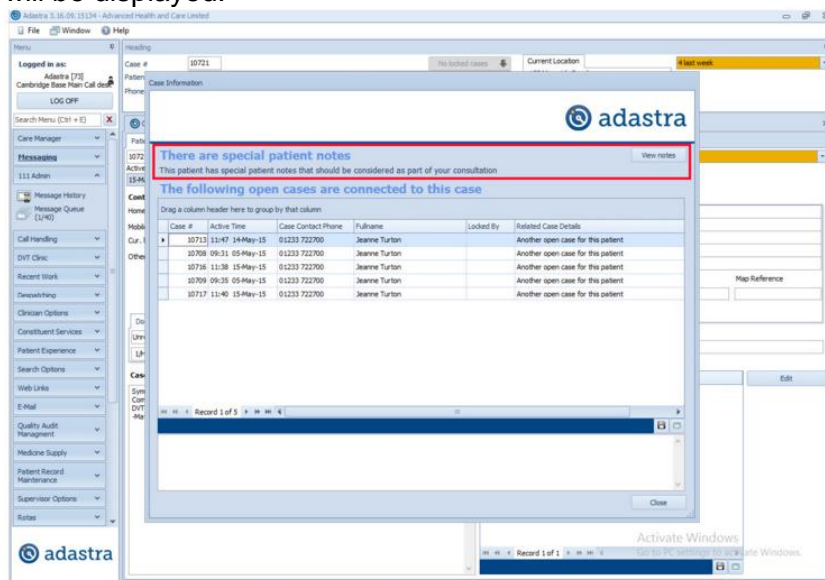 will be displayed.
Adastra 3.16.09.15134 - Advanced Health and Care Limited
File Window Help
Menu
Heading
Logged in as:
Adastra [73]
Cambridge Base Main Call desk
LOG OFF
Search Menu (Ctrl + E) X
Case # 10721
No locked cases
Current Location
4 last week
Patien
Phone
Case Information
adastra
There are special patient notes
View notes
This patient has special patient notes that should be considered as part of your consultation
The following open cases are connected to this case
Drag a column header here to group by that column
Case # Active Time Case Contact Phone Fullname Locked By Related Case Details
10713 11:47 14-May-15 01233 722700 Jeanne Turton Another open case for this patient
10708 09:31 05-May-15 01233 722700 Jeanne Turton Another open case for this patient
10716 11:38 15-May-15 01233 722700 Jeanne Turton Another open case for this patient
10709 09:35 05-May-15 01233 722700 Jeanne Turton Another open case for this patient
10717 11:40 15-May-15 01233 722700 Jeanne Turton Another open case for this patient
Record 1 of 5
Close
Care Manager
Messaging
111 Admin
Message History
Message Queue
(1/40)
Call Handling
DVT Clinic
Recent Work
Despatching
Clinician Options
Constituent Services
Patient Experience
Search Options
Web Links
E-Mail
Quality Audit
Managment
Medicine Supply
Patient Record
Maintenance
Supervisor Options
Rotas
adastra
Map Reference
Edit
Record 1 of 1
Activate Windows
Go to PC settings to activate Windows.